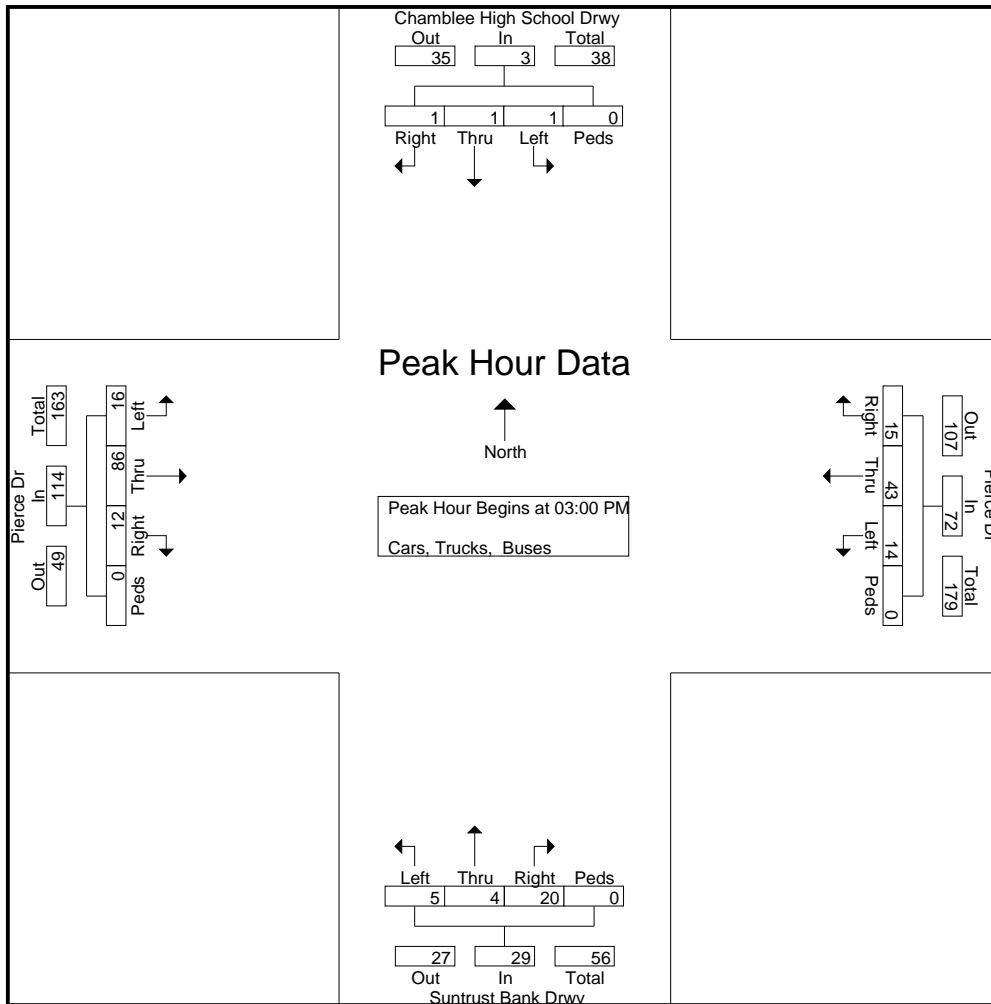 Chamblee High School Drwy
Out In Total
35 3 38
1 1 1 0
Right Thru Left Peds
Peak Hour Data
North
Peak Hour Begins at 03:00 PM
Cars, Trucks, Buses
Pierce Dr
Out In Total
49 114 163
12 86 16
0
Peds Right Thru Left
Pierce Dr
Out In Total
107 72 179
15 43 14 0
Right Thru Left Peds
Left Thru Right Peds
5 4 20 0
27 29 56
Out In Total
Suntrust Bank Drwy